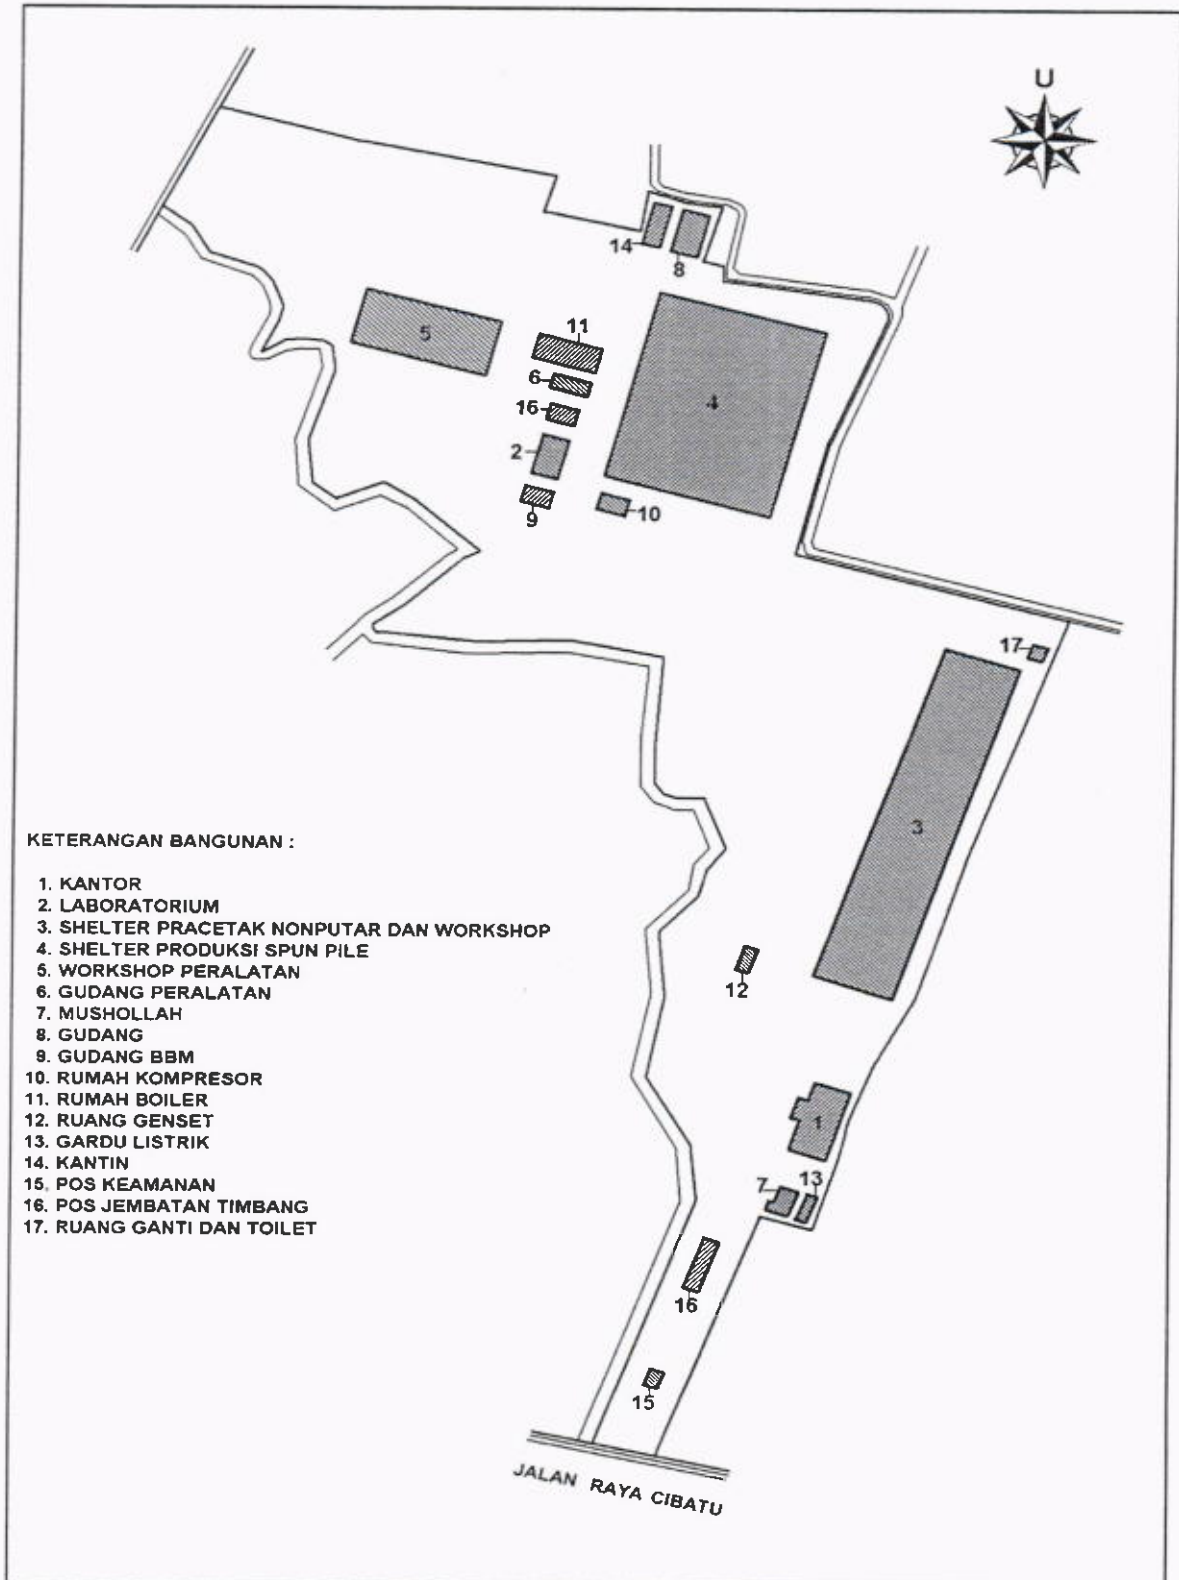 U
14
8
11
5
6
4
16
2
9
10
17
3
12
1
7
13
16
15
JALAN RAYA CIBATU
KETERANGAN BANGUNAN :
1. KANTOR
2. LABORATORIUM
3. SHELTER PRACETAK NONPUTAR DAN WORKSHOP
4. SHELTER PRODUKSI SPUN PILE
5. WORKSHOP PERALATAN
6. GUDANG PERALATAN
7. MUSHOLLAH
8. GUDANG
9. GUDANG BBM
10. RUMAH KOMPRESOR
11. RUMAH BOILER
12. RUANG GENSET
13. GARDU LISTRIK
14. KANTIN
15. POS KEAMANAN
16. POS JEMBATAN TIMBANG
17. RUANG GANTI DAN TOILET